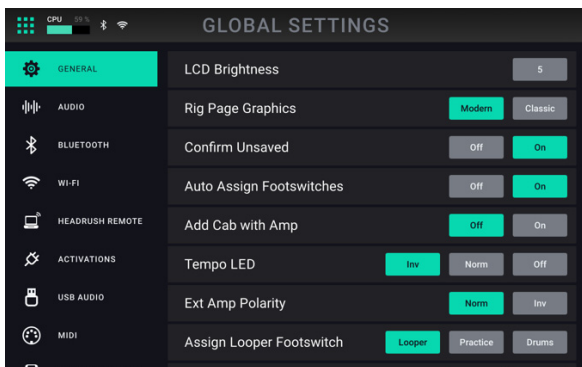 CPU 59 % GLOBAL SETTINGS
GENERAL
AUDIO
BLUETOOTH
WI-FI
HEADRUSH REMOTE
ACTIVATIONS
USB AUDIO
MIDI
LCD Brightness 5
Rig Page Graphics Modern Classic
Confirm Unsaved Off On
Auto Assign Footswitches Off On
Add Cab with Amp Off On
Tempo LED Inv Norm Off
Ext Amp Polarity Norm Inv
Assign Looper Footswitch Looper Practice Drums